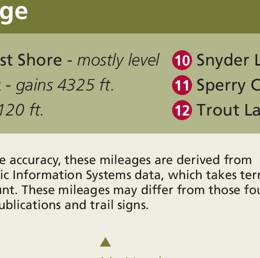 ge
st Shore - mostly level
10 Snyder L
- gains 4325 ft.
11 Sperry C
120 ft.
12 Trout La
e accuracy, these mileages are derived from
ic Information Systems data, which takes terr
unt. These mileages may differ from those fou
ublications and trail signs.